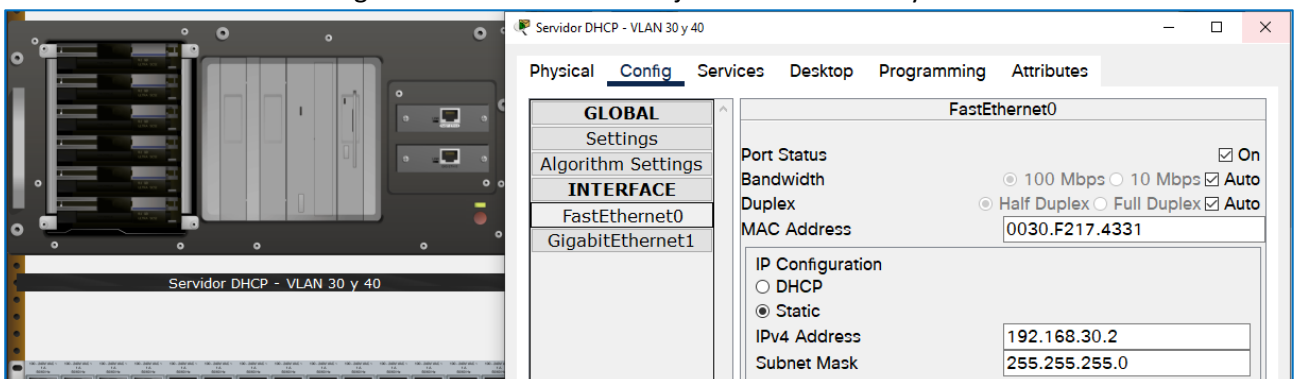 Servidor DHCP - VLAN 30 y 40
Physical Config Services Desktop Programming Attributes
GLOBAL
Settings
Algorithm Settings
INTERFACE
FastEthernet0
GigabitEthernet1
FastEthernet0
Port Status On
Bandwidth 100 Mbps 10 Mbps Auto
Duplex Half Duplex Full Duplex Auto
MAC Address 0030.F217.4331
IP Configuration
DHCP
Static
IPv4 Address 192.168.30.2
Subnet Mask 255.255.255.0
Servidor DHCP - VLAN 30 y 40